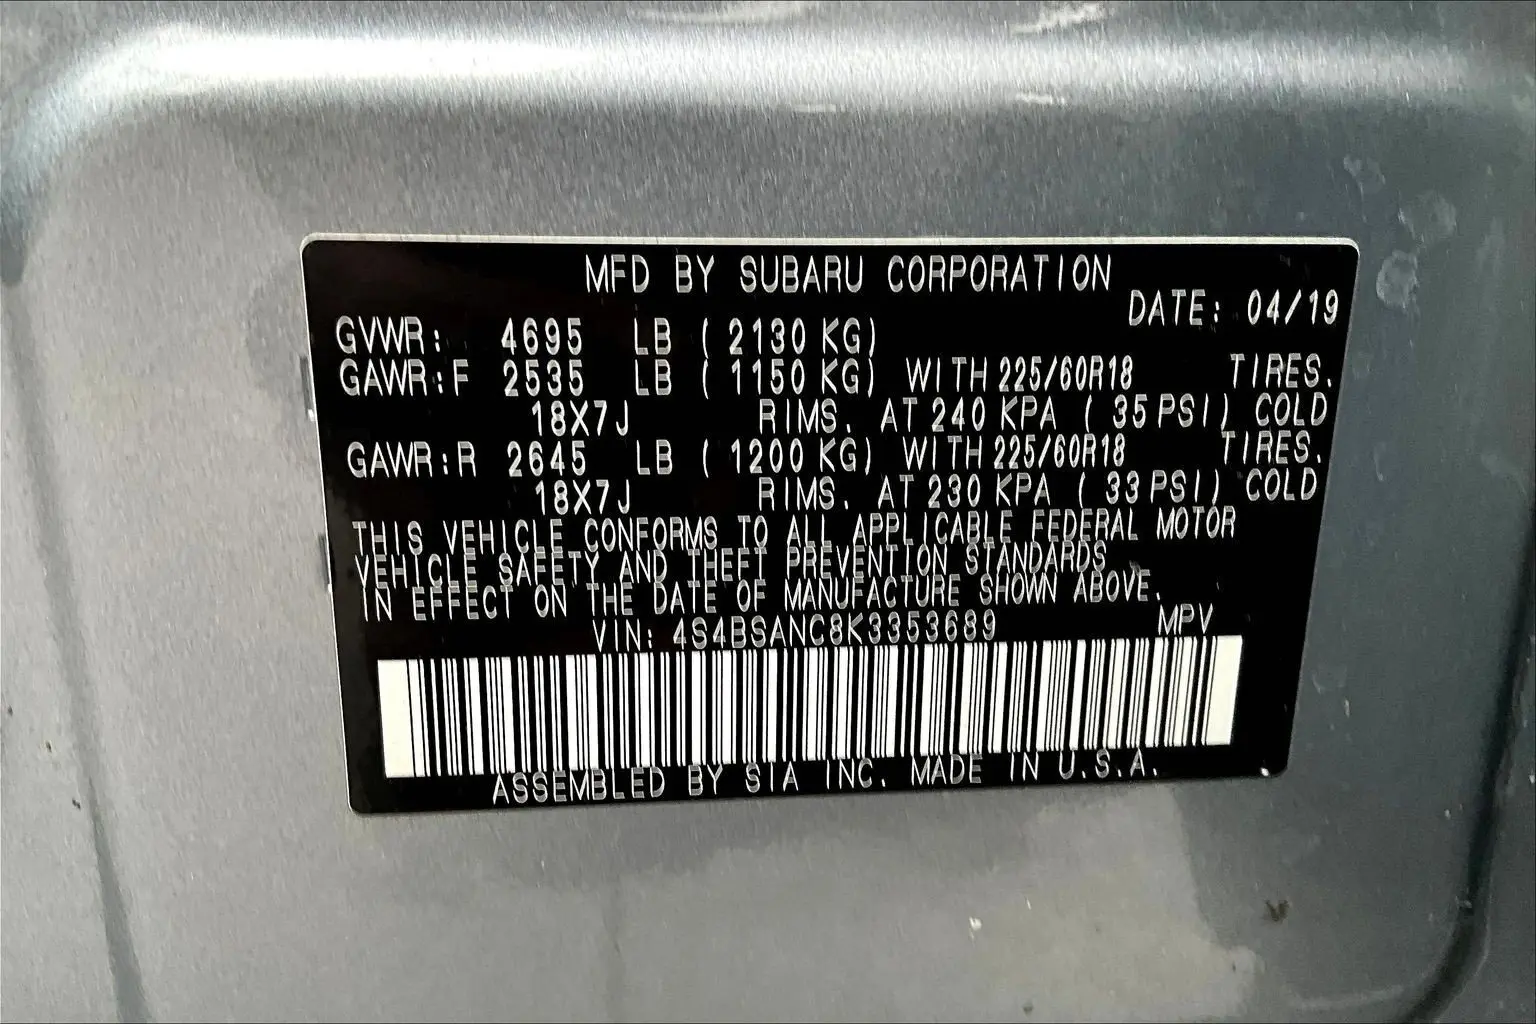 MFD BY SUBARU CORPORATION
DATE: 04/19
GVWR: 4695 LB ( 2130 KG)
GAWR:F 2535 LB ( 1150 KG) WITH 225/60R18 TIRES.
18X7J RIMS. AT 240 KPA ( 35 PSI) COLD
GAWR:R 2645 LB ( 1200 KG) WITH 225/60R18 TIRES.
18X7J RIMS. AT 230 KPA ( 33 PSI) COLD
THIS VEHICLE CONFORMS TO ALL APPLICABLE FEDERAL MOTOR
VEHICLE SAFETY AND THEFT PREVENTION STANDARDS
IN EFFECT ON THE DATE OF MANUFACTURE SHOWN ABOVE.
VIN: 4S4BSANC8K3353689 MPV
ASSEMBLED BY SIA INC. MADE IN U.S.A.